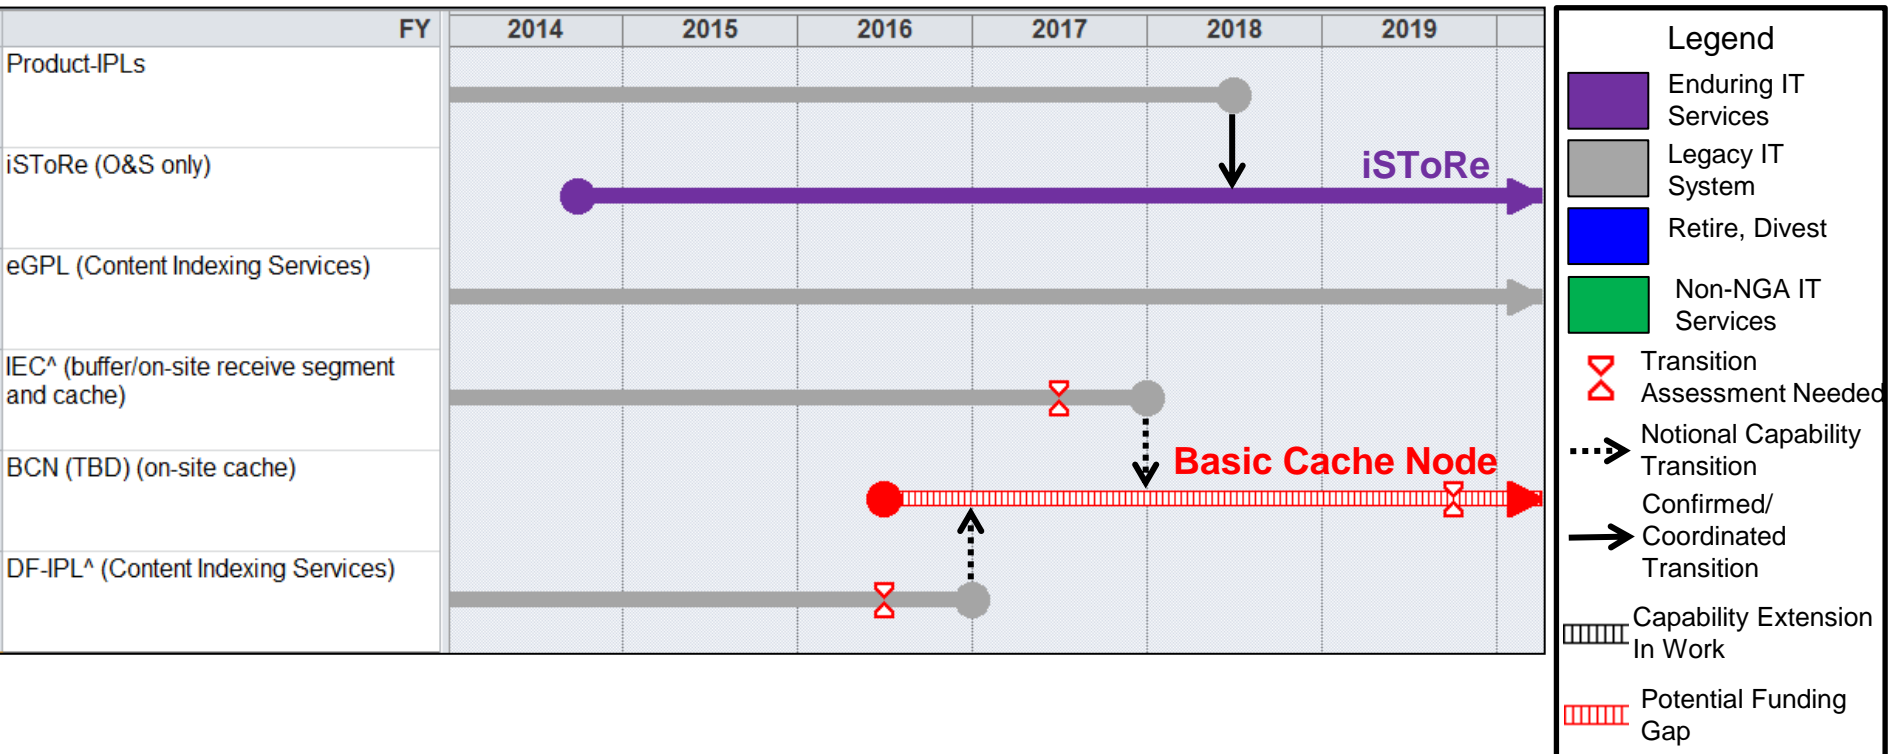 FY 2014 2015 2016 2017 2018 2019
Product-IPLs
iSToRe (O&S only)
iSToRe
eGPL (Content Indexing Services)
IEC^ (buffer/on-site receive segment
and cache)
BCN (TBD) (on-site cache)
Basic Cache Node
DF-IPL^ (Content Indexing Services)
Legend
Enduring IT
Services
Legacy IT
System
Retire, Divest
Non-NGA IT
Services
Transition
Assessment Needed
Notional Capability
Transition
Confirmed/
Coordinated
Transition
Capability Extension
In Work
Potential Funding
Gap